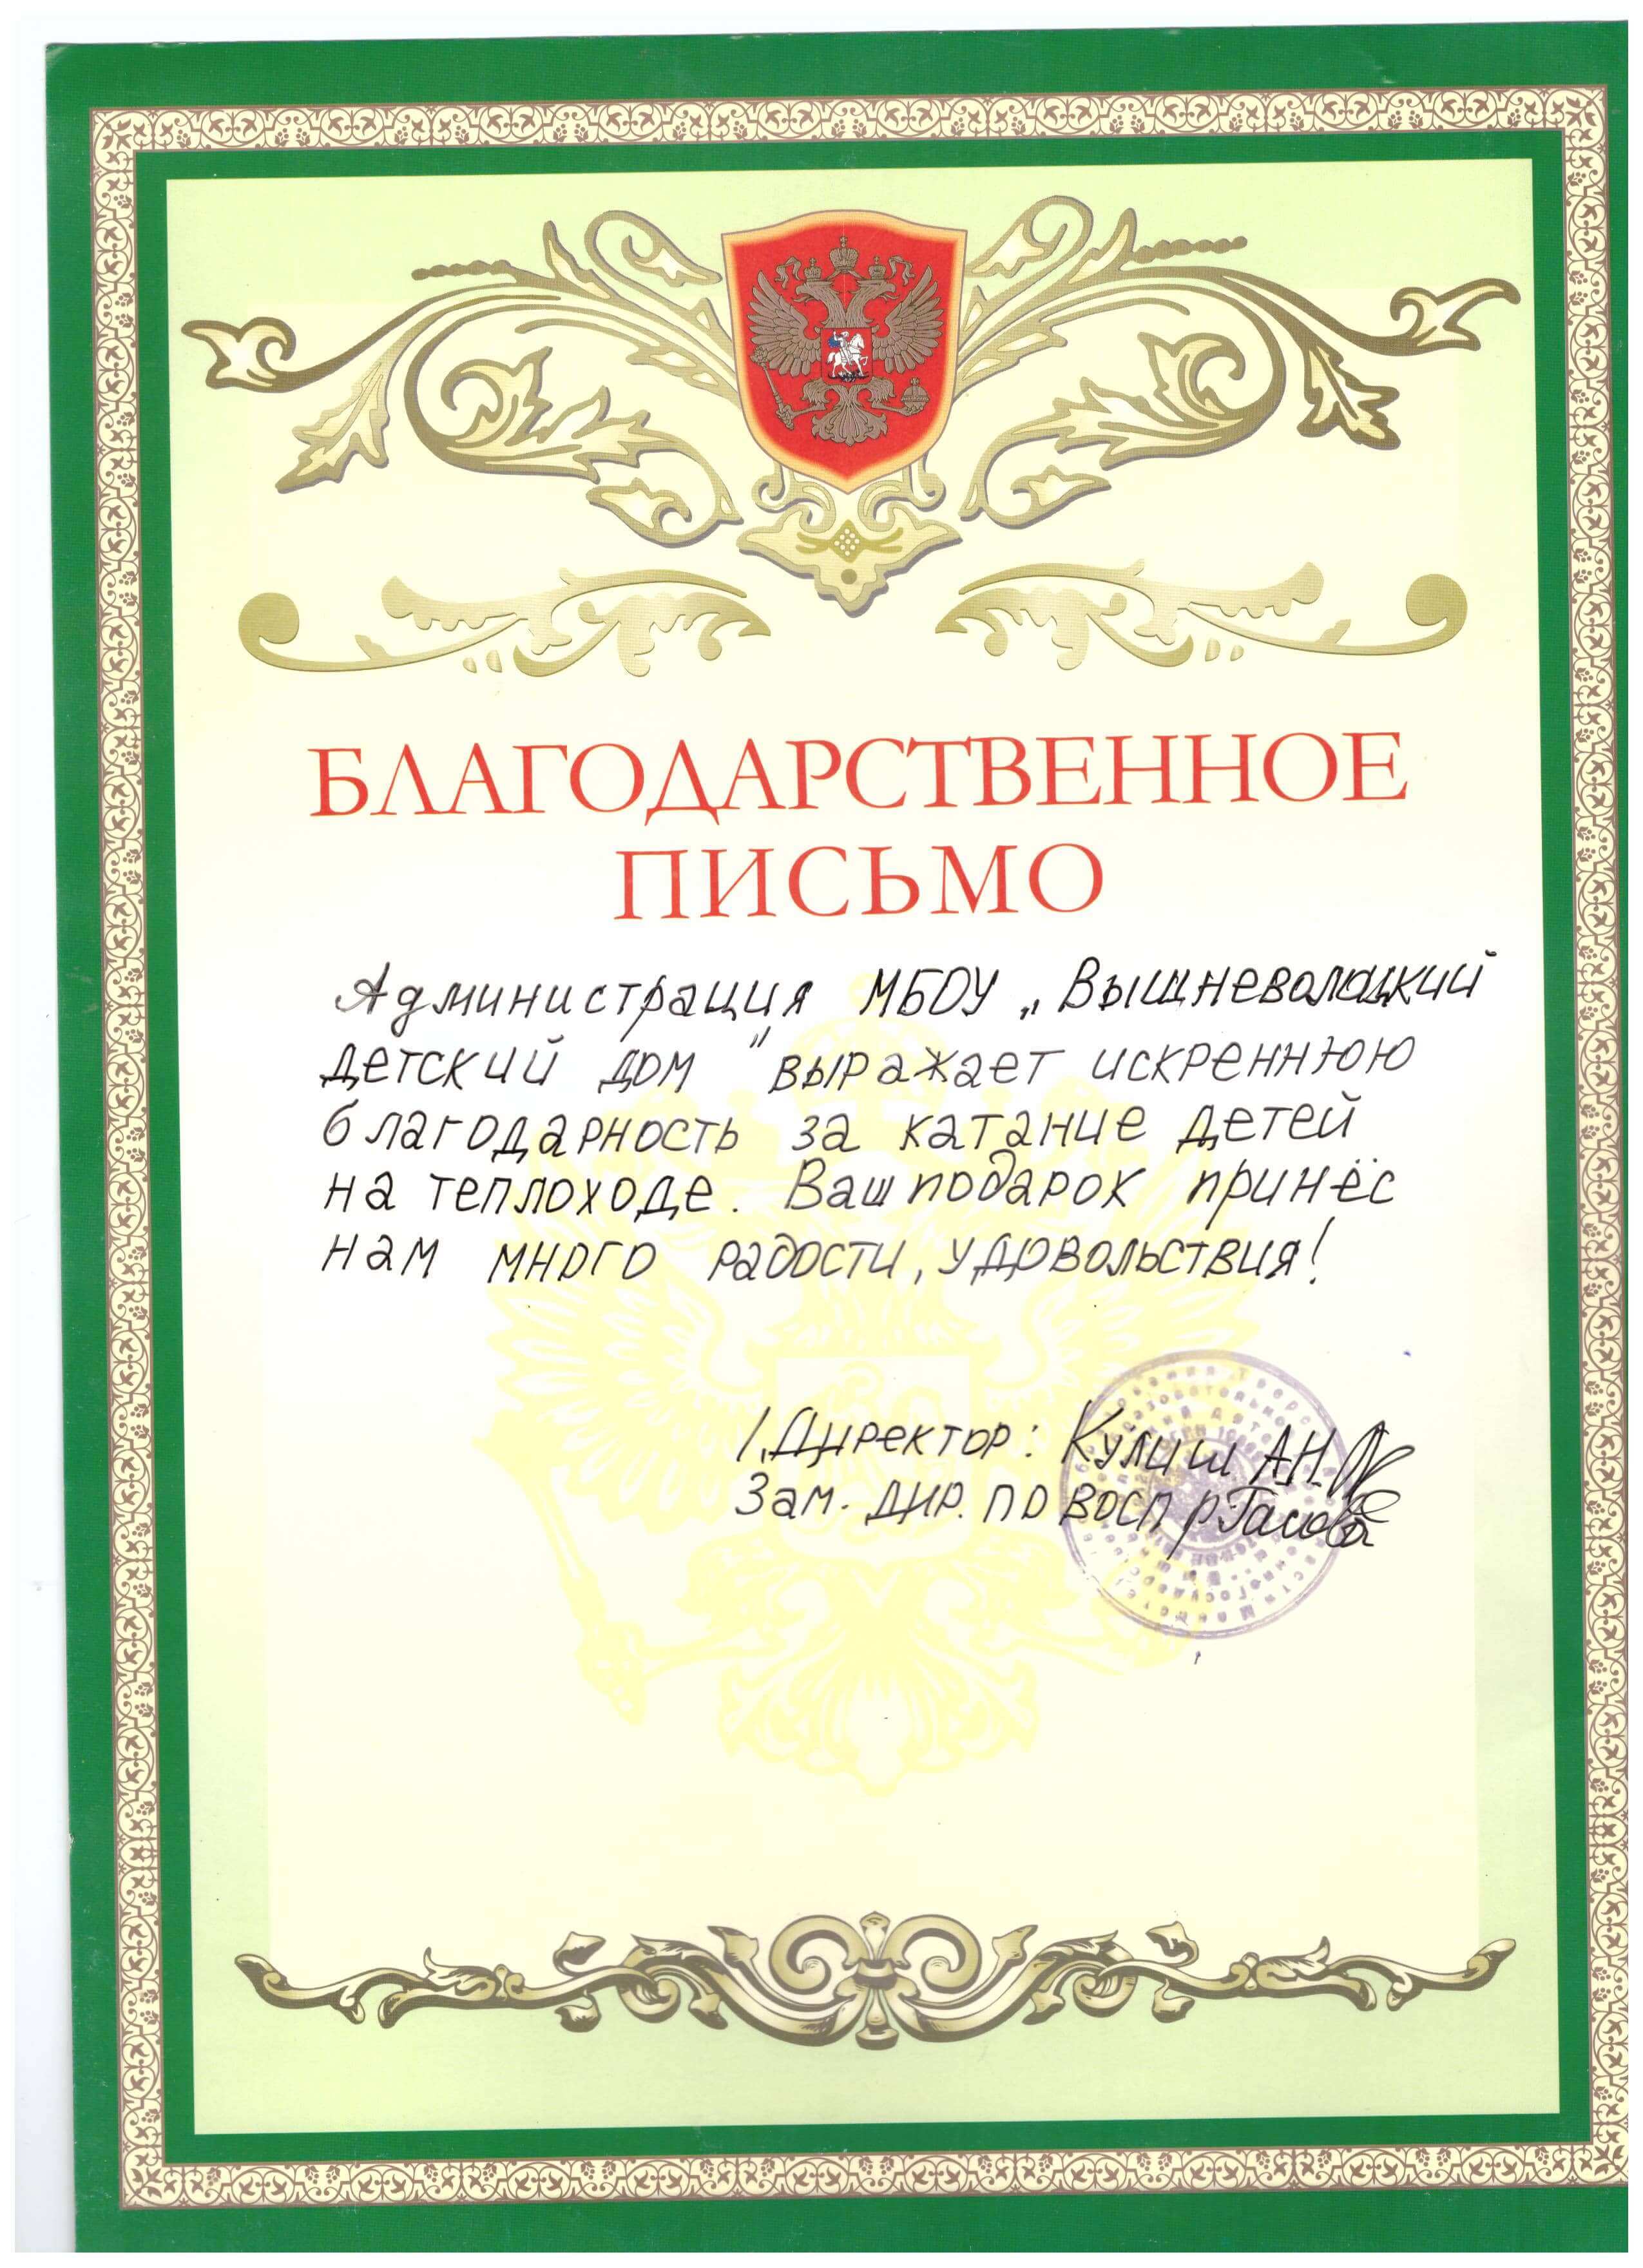 БЛАГОДАРСТВЕННОЕ
ПИСЬМО
Администрация МБОУ „Вышневолоцкий
детский дом" выражает искреннюю
благодарность за катание детей
на теплоходе. Ваш подарок принёс
нам много радости, удовольствия!
Директор: Кулиш А.Н.
Зам. дир. по восп р.